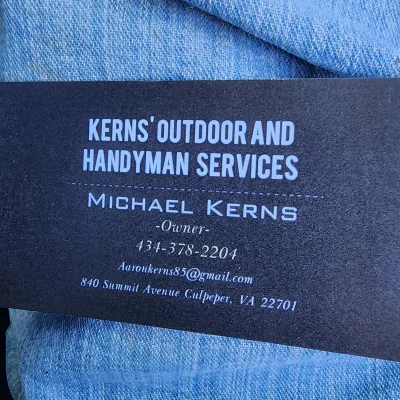 KERNS' OUTDOOR AND
HANDYMAN SERVICES
MICHAEL KERNS
-Owner-
434-378-2204
Aaronkerns85@gmail.com
840 Summit Avenue Culpeper, VA 22701